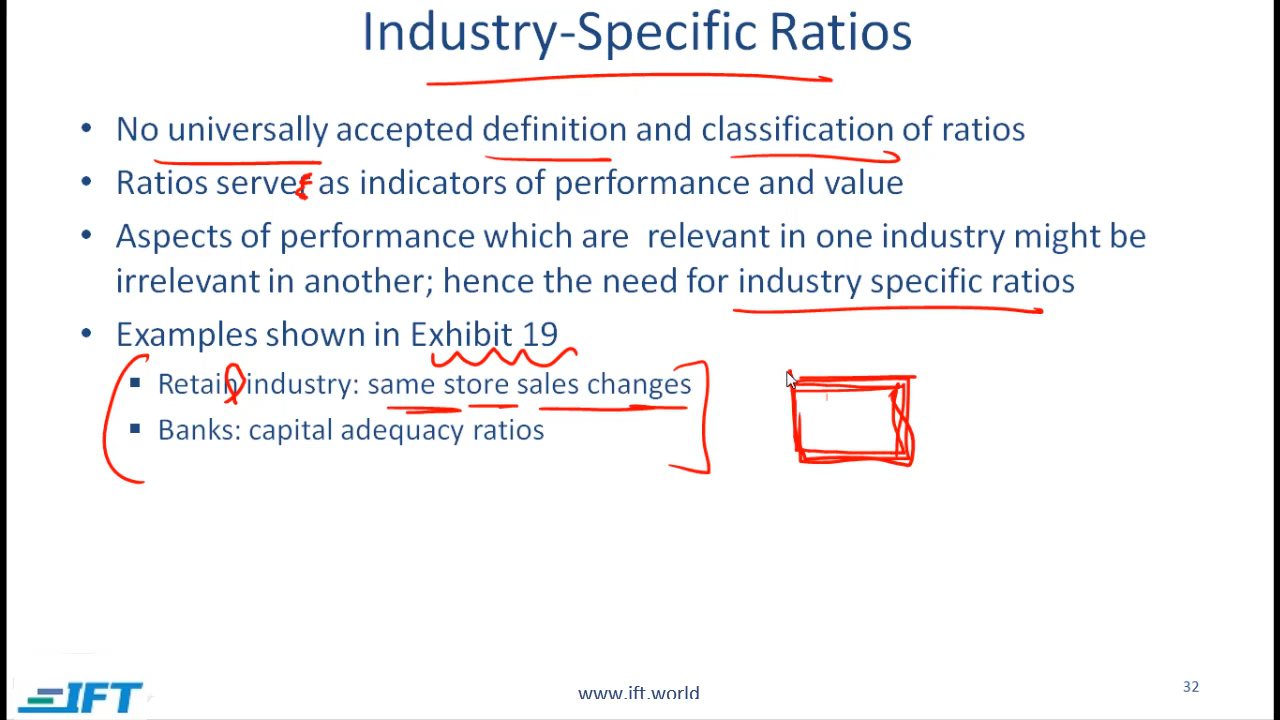 Industry-Specific Ratios
• No universally accepted definition and classification of ratios
• Ratios server as indicators of performance and value
• Aspects of performance which are relevant in one industry might be
irrelevant in another; hence the need for industry specific ratios
• Examples shown in Exhibit 19
▪ Retain industry: same store sales changes
▪ Banks: capital adequacy ratios
IFT
www.ift.world
32